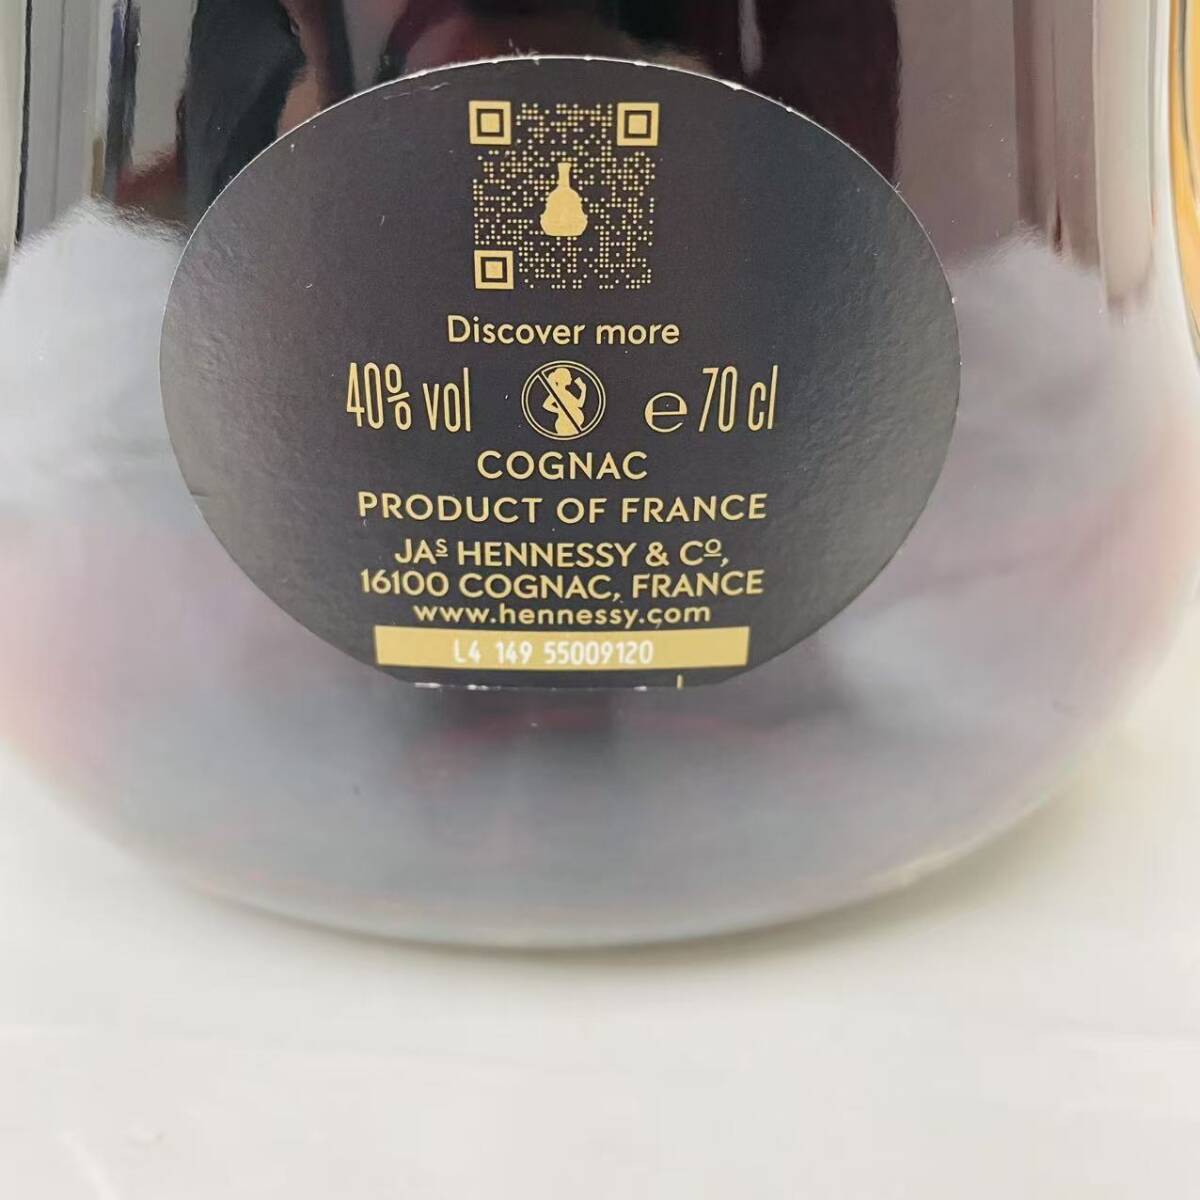 Discover more
40% vol e 70 cl
COGNAC
PRODUCT OF FRANCE
JAS HENNESSY & Cº,
16100 COGNAC, FRANCE
www.hennessy.com
L4 149 55009120